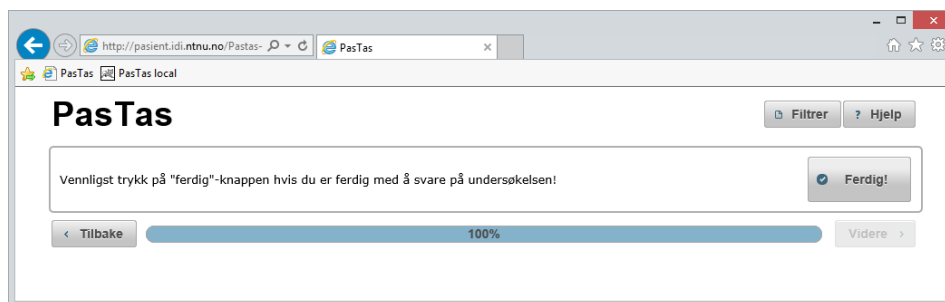 http://pasient.idi.ntnu.no/Pastas-
PasTas
PasTas PasTas local
PasTas
Filtrer ? Hjelp
Vennligst trykk på "ferdig"-knappen hvis du er ferdig med å svare på undersøkelsen!
Ferdig!
Tilbake
100%
Videre